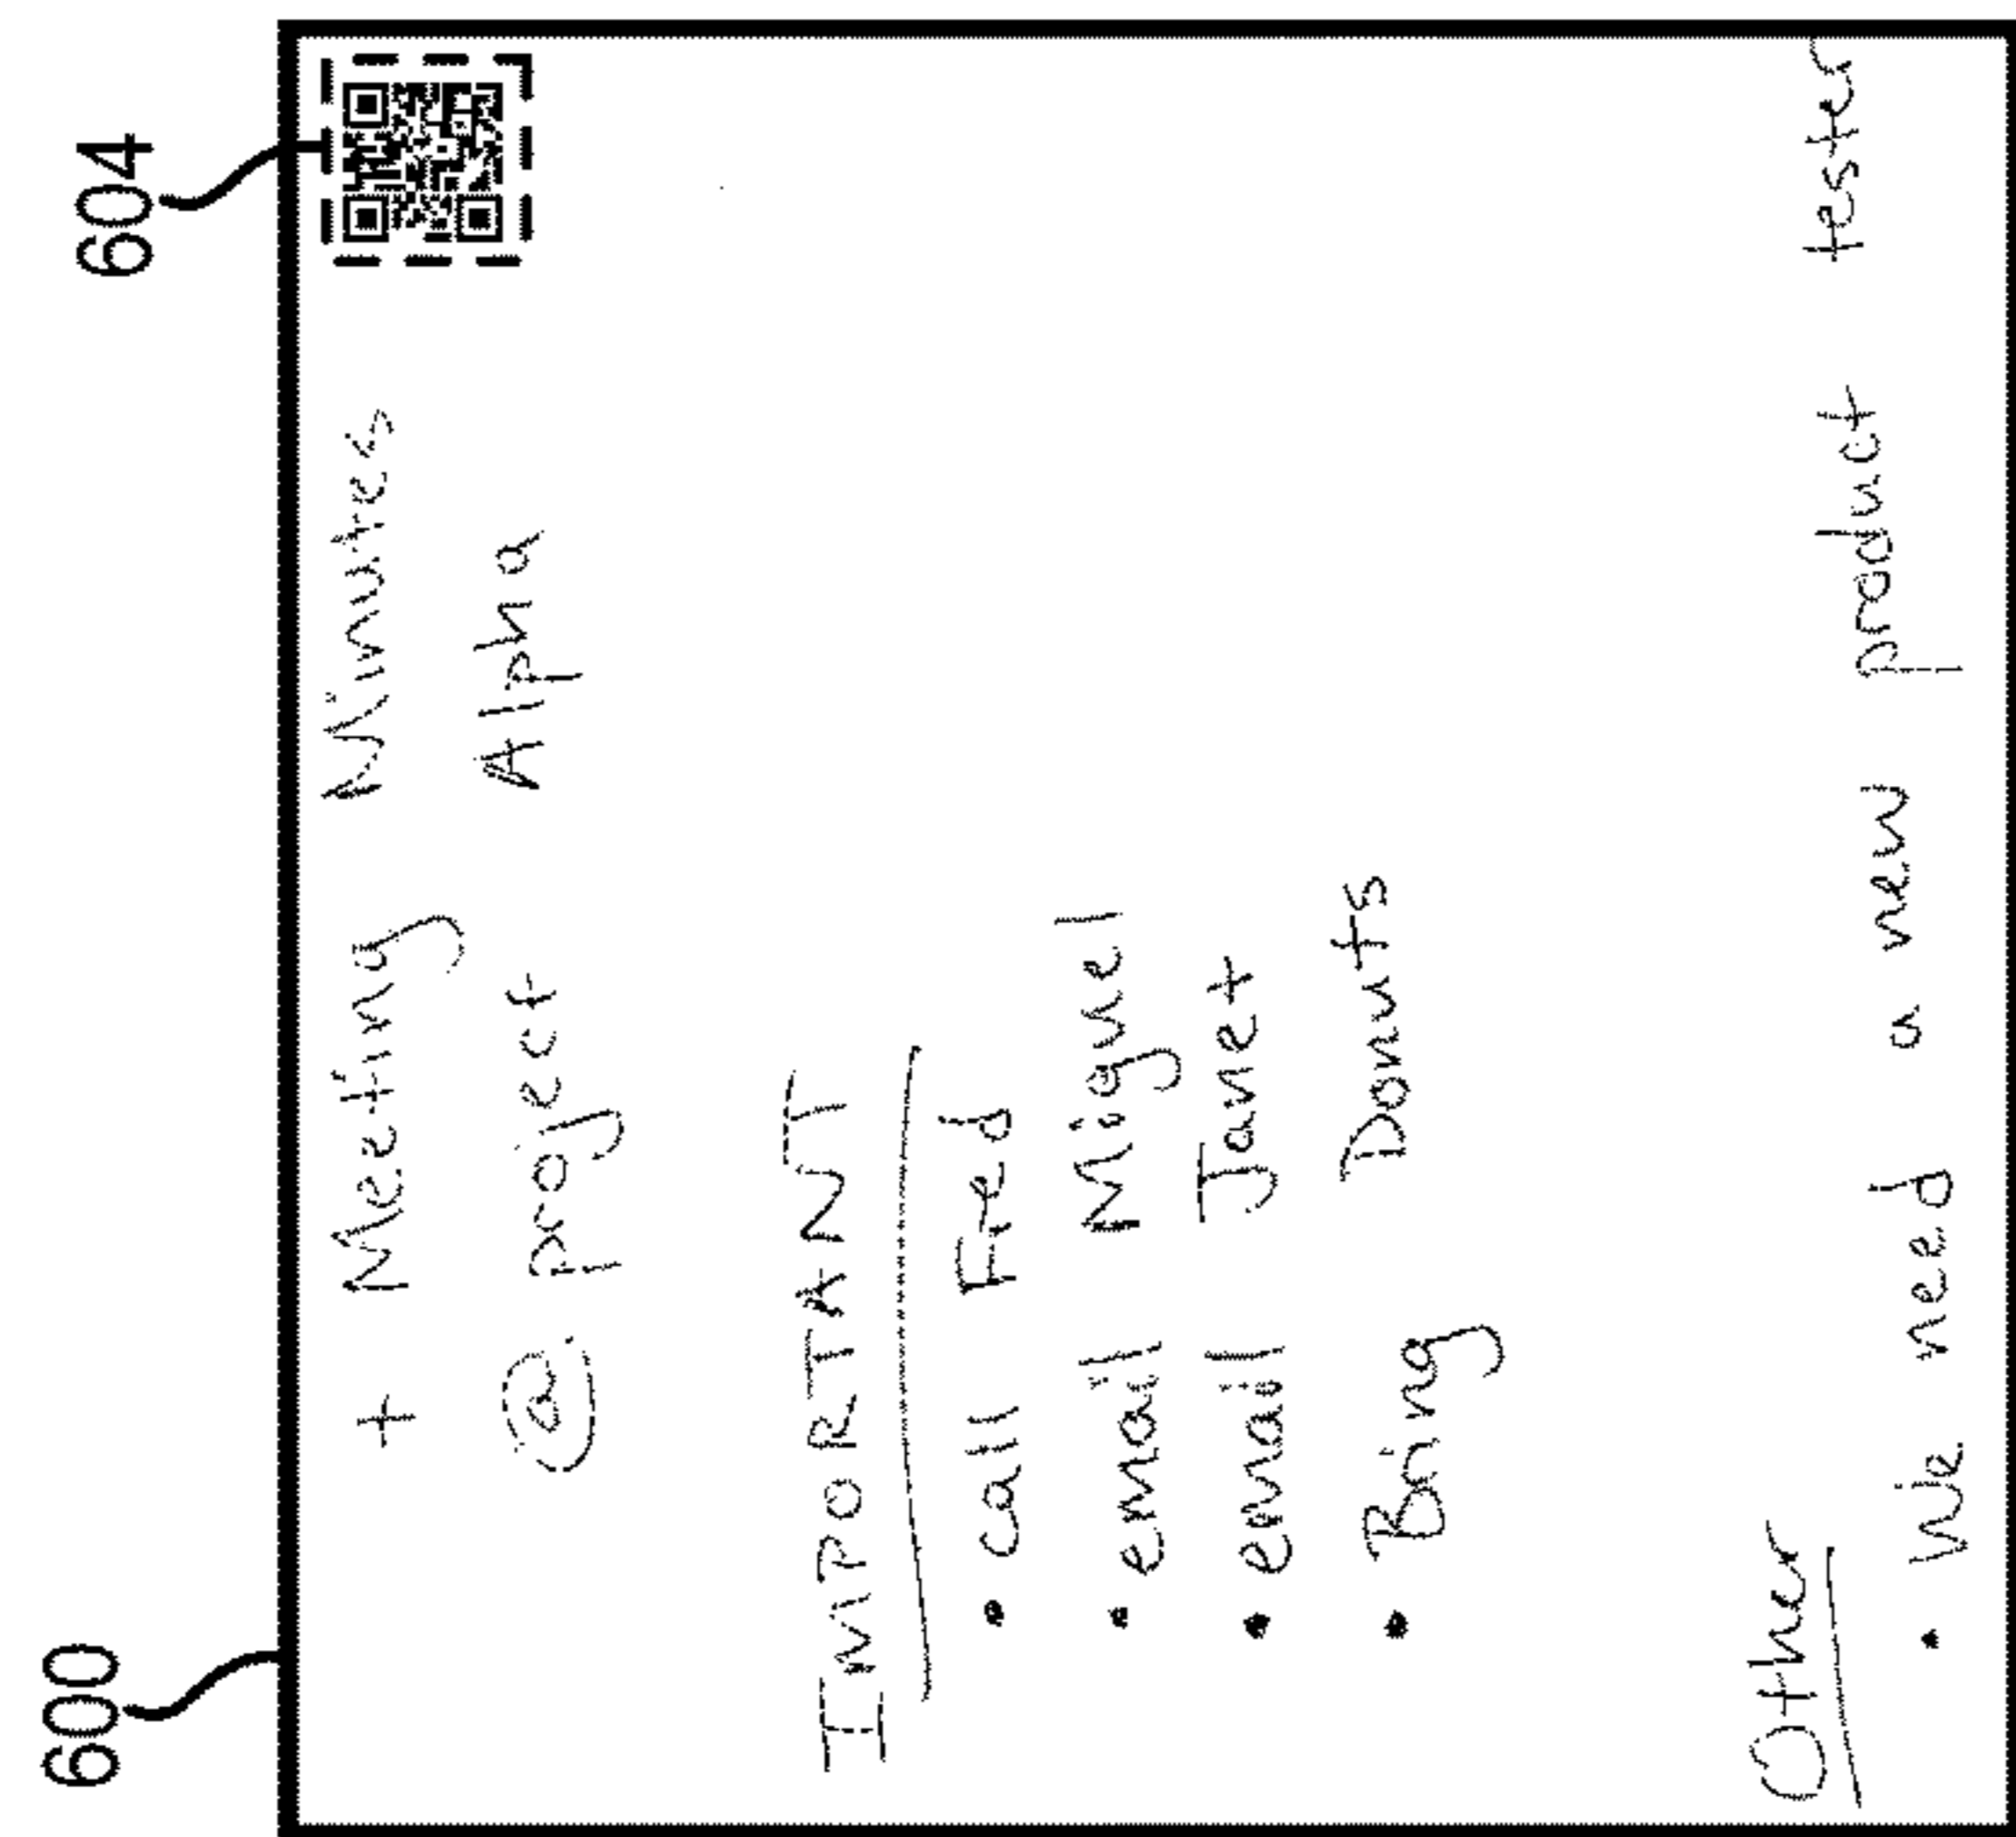 600
604
+ Meeting Minutes
@ project Alpha
IMPORTANT
• call Fred
• email Miguel
• email Janet
• Bring Donuts
Other
• We need a new product tester